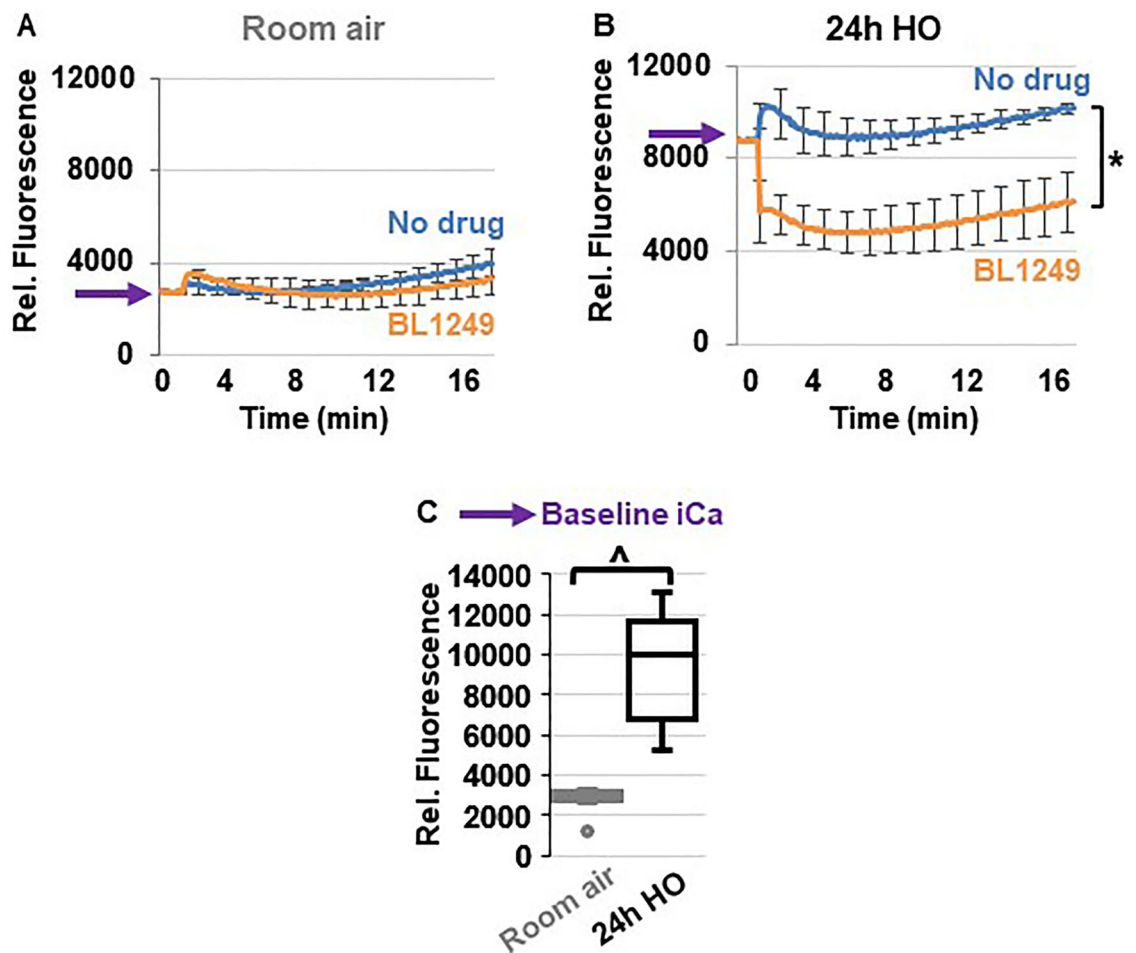 A
Room air
Rel. Fluorescence
12000
8000
4000
0
No drug
BL1249
0 4 8 12 16
Time (min)
B
24h HO
Rel. Fluorescence
12000
8000
4000
0
No drug
*
BL1249
0 4 8 12 16
Time (min)
C
Baseline iCa
^
Rel. Fluorescence
14000
12000
10000
8000
6000
4000
2000
0
Room air
24h HO